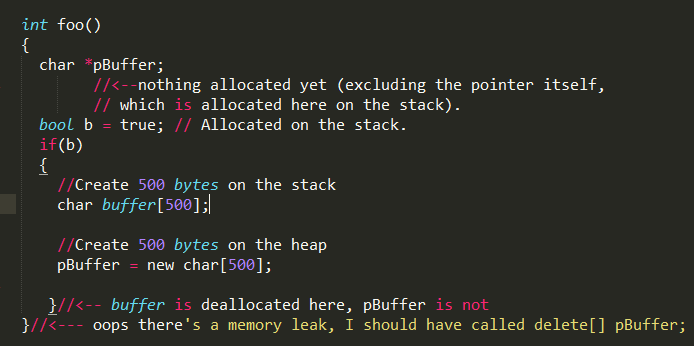 int foo()
{
char *pBuffer;
//<--nothing allocated yet (excluding the pointer itself,
// which is allocated here on the stack).
bool b = true; // Allocated on the stack.
if(b)
{
//Create 500 bytes on the stack
char buffer[500];
//Create 500 bytes on the heap
pBuffer = new char[500];
}//<-- buffer is deallocated here, pBuffer is not
}//<--- oops there's a memory leak, I should have called delete[] pBuffer;